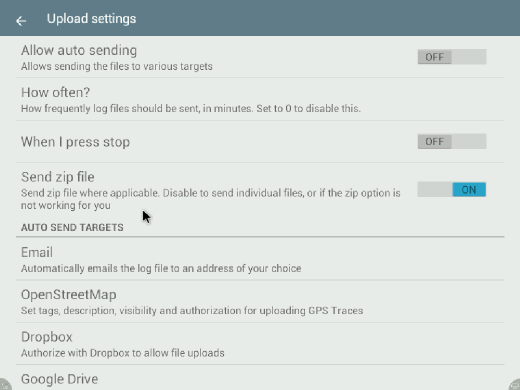 Upload settings
Allow auto sending
Allows sending the files to various targets
OFF
How often?
How frequently log files should be sent, in minutes. Set to 0 to disable this.
When I press stop
OFF
Send zip file
Send zip file where applicable. Disable to send individual files, or if the zip option is
not working for you
ON
AUTO SEND TARGETS
Email
Automatically emails the log file to an address of your choice
OpenStreetMap
Set tags, description, visibility and authorization for uploading GPS Traces
Dropbox
Authorize with Dropbox to allow file uploads
Google Drive